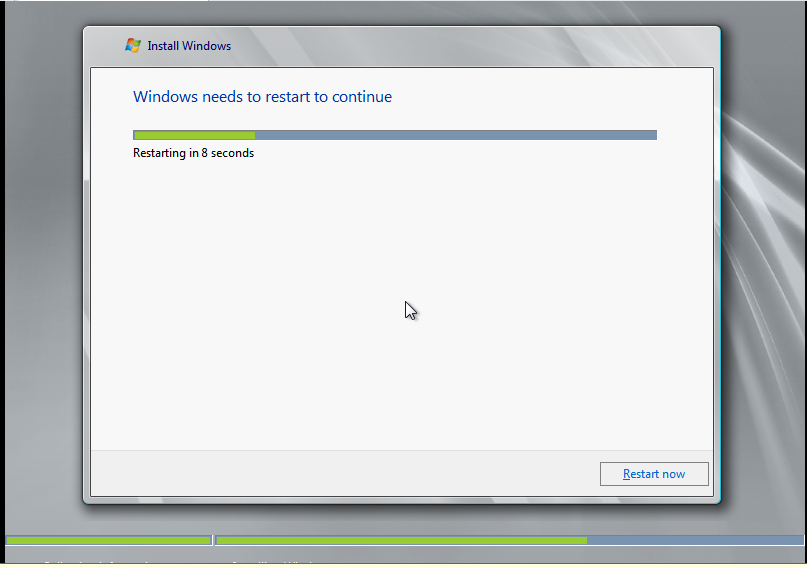 Install Windows
Windows needs to restart to continue
Restarting in 8 seconds
Restart now